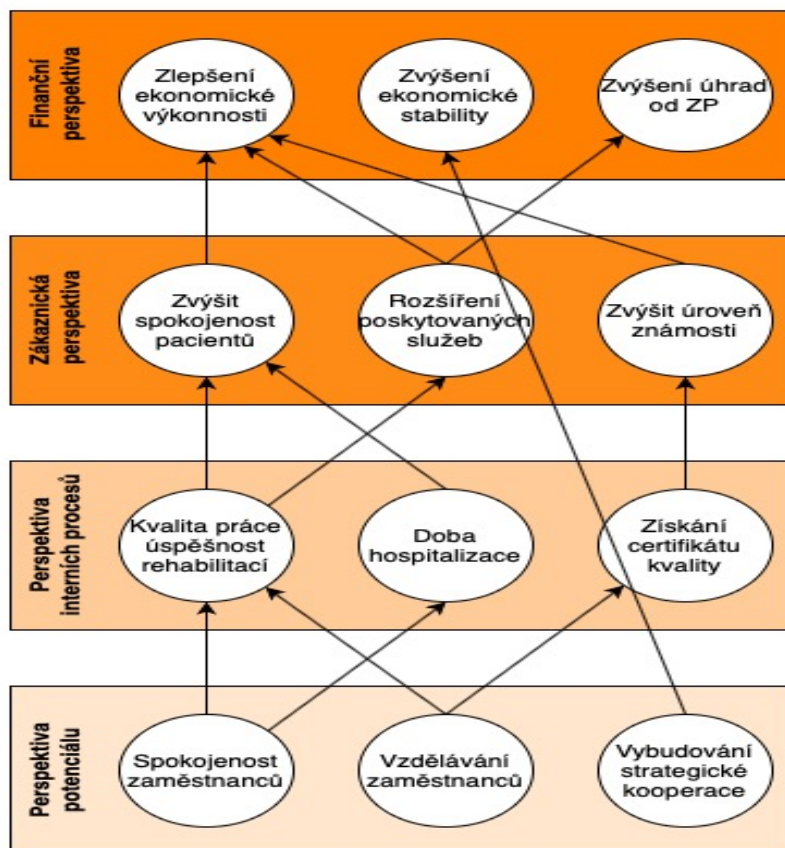 Finanční
perspektiva
Zlepšení
ekonomické
výkonnosti
Zvýšení
ekonomické
stability
Zvýšení úhrad
od ZP
Zákaznická
perspektiva
Zvýšit
spokojenost
pacientů
Rozšíření
poskytovaných
služeb
Zvýšit úroveň
známosti
Perspektiva
interních procesů
Kvalita práce
úspěšnost
rehabilitací
Doba
hospitalizace
Získání
certifikátu
kvality
Perspektiva
potenciálu
Spokojenost
zaměstnanců
Vzdělávání
zaměstnanců
Vybudování
strategické
kooperace